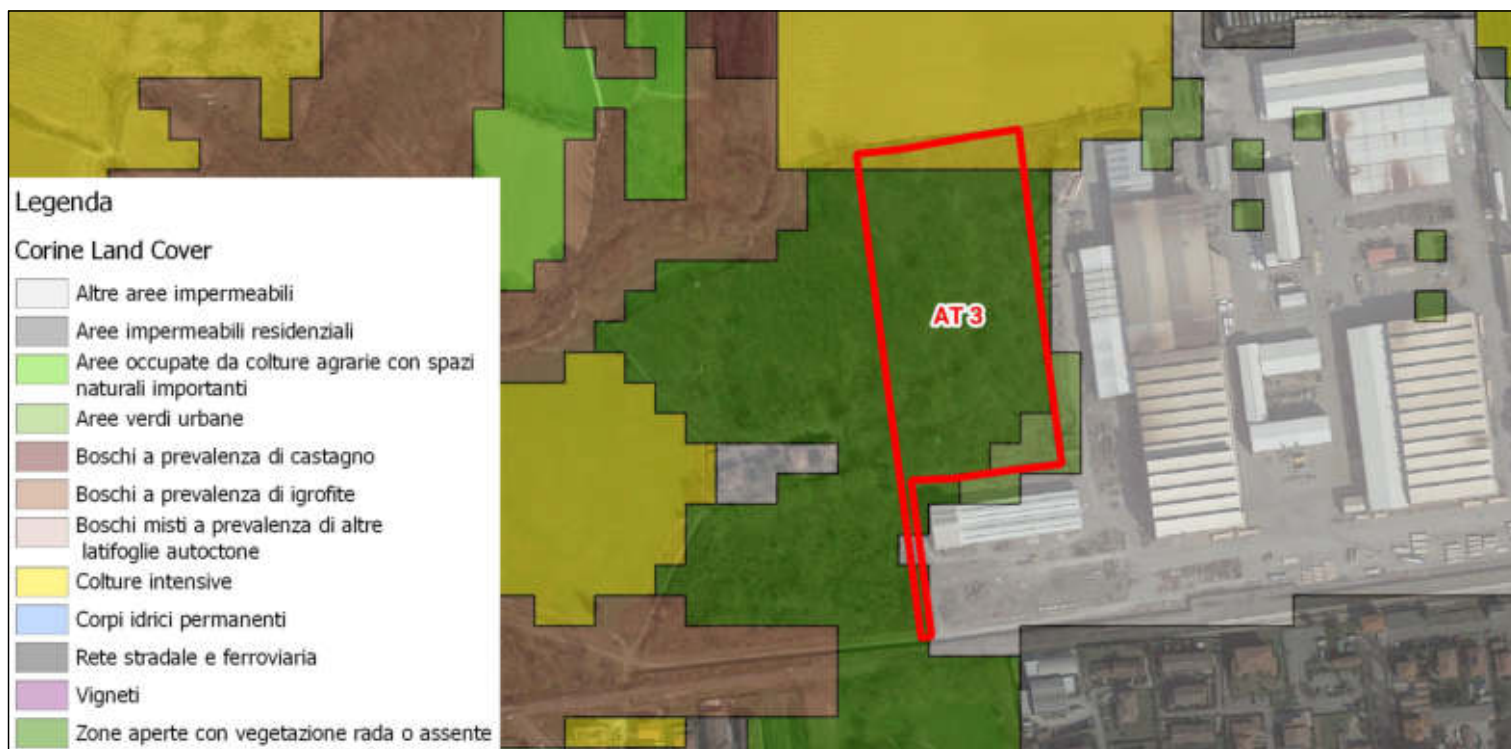 Legenda
Corine Land Cover
Altre aree impermeabili
Aree impermeabili residenziali
Aree occupate da colture agrarie con spazi
naturali importanti
Aree verdi urbane
Boschi a prevalenza di castagno
Boschi a prevalenza di igrofite
Boschi misti a prevalenza di altre
latifoglie autoctone
Colture intensive
Corpi idrici permanenti
Rete stradale e ferroviaria
Vigneti
Zone aperte con vegetazione rada o assente
AT 3